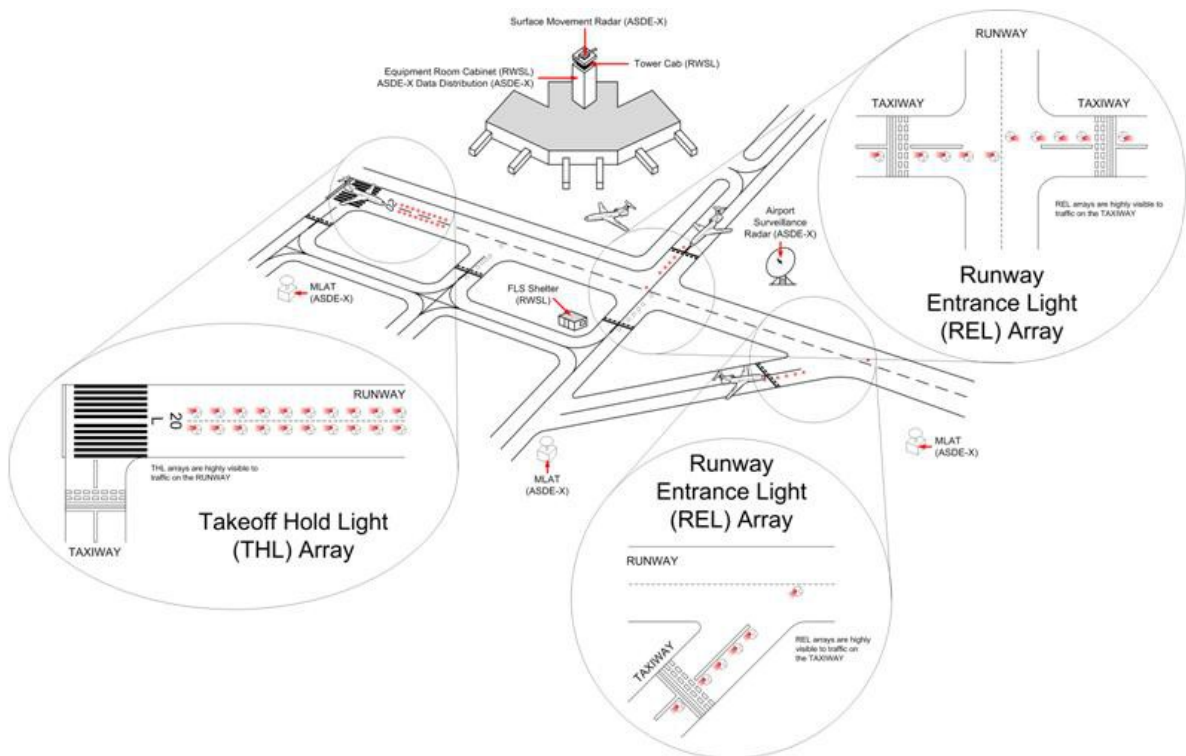 Surface Movement Radar (ASDE-X)
Tower Cab (RWSL)
Equipment Room Cabinet (RWSL)
ASDE-X Data Distribution (ASDE-X)
RUNWAY
TAXIWAY
TAXIWAY
REL arrays are highly visible to
traffic on the TAXIWAY
Runway
Entrance Light
(REL) Array
Airport
Surveillance
Radar (ASDE-X)
MLAT
(ASDE-X)
FLS Shelter
(RWSL)
RUNWAY
20
L
THL arrays are highly visible to
traffic on the RUNWAY
Takeoff Hold Light
(THL) Array
TAXIWAY
MLAT
(ASDE-X)
MLAT
(ASDE-X)
Runway
Entrance Light
(REL) Array
RUNWAY
TAXIWAY
REL arrays are highly
visible to traffic on
the TAXIWAY